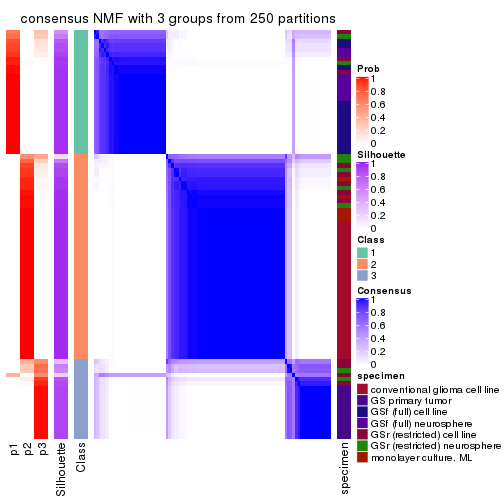 consensus NMF with 3 groups from 250 partitions
Prob
1
0.8
0.6
0.4
0.2
0
Silhouette
1
0.8
0.6
0.4
0.2
0
Class
1
2
3
Consensus
1
0.8
0.6
0.4
0.2
0
specimen
conventional glioma cell line
GS primary tumor
GSf (full) cell line
GSf (full) neurosphere
GSr (restricted) cell line
GSr (restricted) neurosphere
monolayer culture. ML
p1
p2
p3
Silhouette
Class
specimen